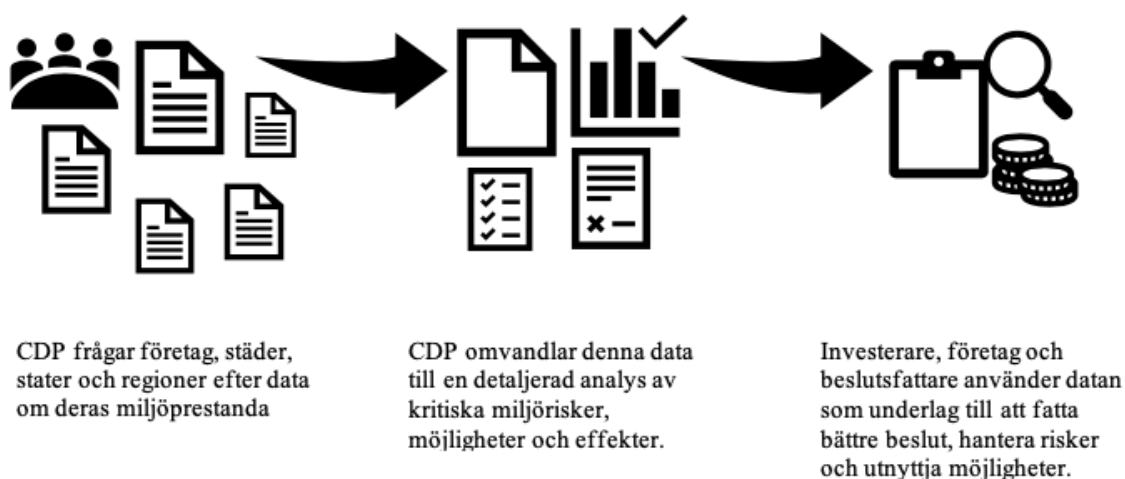 CDP frågar företag, städer,
stater och regioner efter data
om deras miljöprestanda
CDP omvandlar denna data
till en detaljerad analys av
kritiska miljörisker,
möjligheter och effekter.
Investerare, företag och
beslutsfattare använder datan
som underlag till att fatta
bättre beslut, hantera risker
och utnyttja möjligheter.